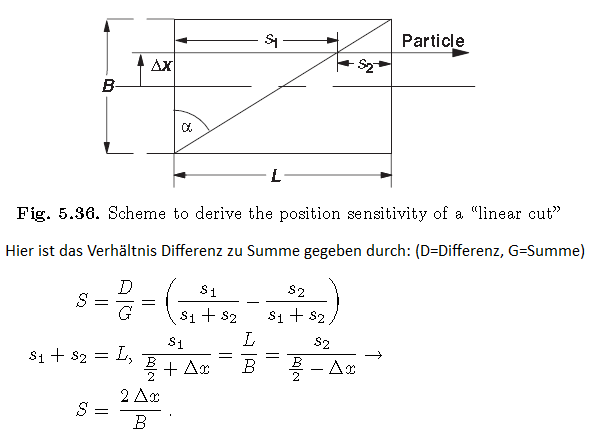 s₁
Particle
Δx
s₂
B
α
L
Fig. 5.36. Scheme to derive the position sensitivity of a “linear cut”
Hier ist das Verhältnis Differenz zu Summe gegeben durch: (D=Differenz, G=Summe)
S = D/G = (s₁/(s₁ + s₂) − s₂/(s₁ + s₂))
s₁ + s₂ = L, s₁/(B/2 + Δx) = L/B = s₂/(B/2 − Δx) →
S = 2 Δx/B .